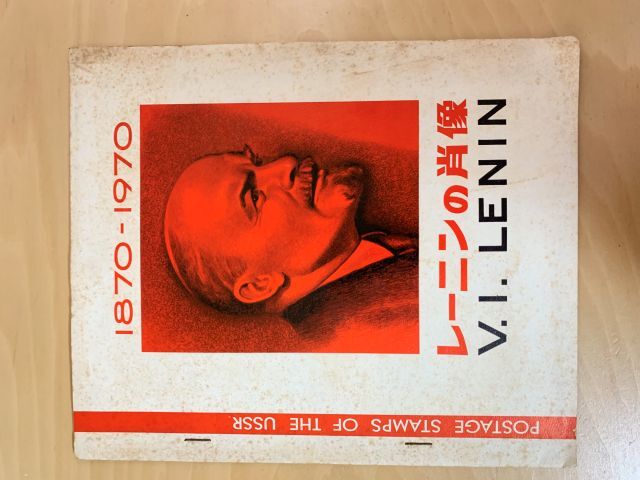 1870-1970
レーニンの肖像
V.I. LENIN
POSTAGE STAMPS OF THE USSR